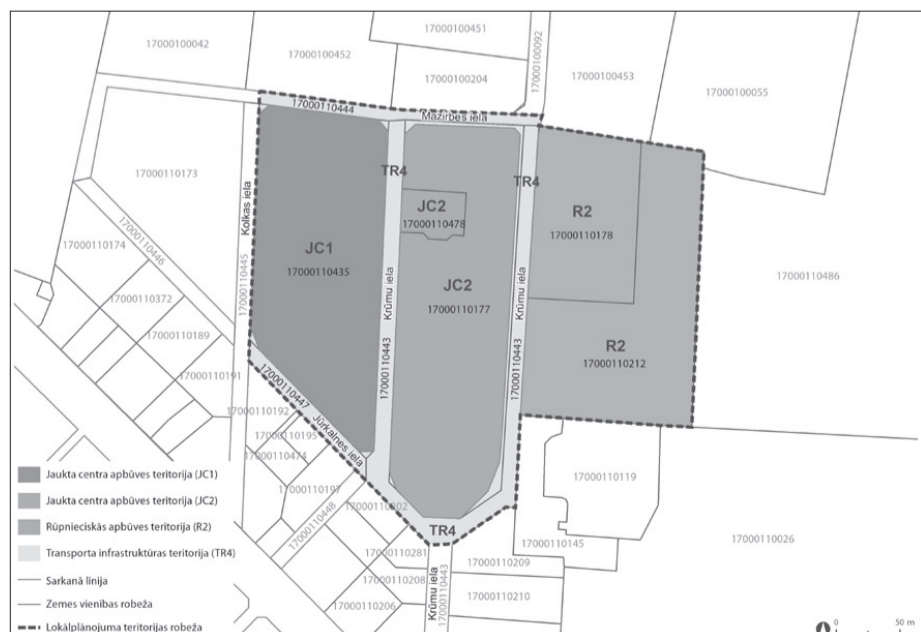 17000100042
17000100452
17000100451
17000100204
17000100092
17000100453
17000100055
17000110444
Mazirbes iela
17000110173
Kolkas iela
17000110445
TR4
TR4
JC2
17000110478
R2
17000110178
17000110174
17000110446
JC1
17000110435
Krūmu iela
17000110443
JC2
17000110177
Krūmu iela
17000110443
17000110486
17000110372
17000110189
17000110191
R2
17000110212
17000110447
Jūrkalnes iela
17000110192
17000110195
17000110474
17000110197
17000110448
17000110202
17000110119
TR4
17000110281
17000110145
17000110026
17000110208
17000110209
17000110206
17000110210
Krūmu iela
17000110443
Jaukta centra apbūves teritorija (JC1)
Jaukta centra apbūves teritorija (JC2)
Rūpnieciskās apbūves teritorija (R2)
Transporta infrastruktūras teritorija (TR4)
Sarkanā līnija
Zemes vienības robeža
Lokālplānojuma teritorijas robeža
0 50 m